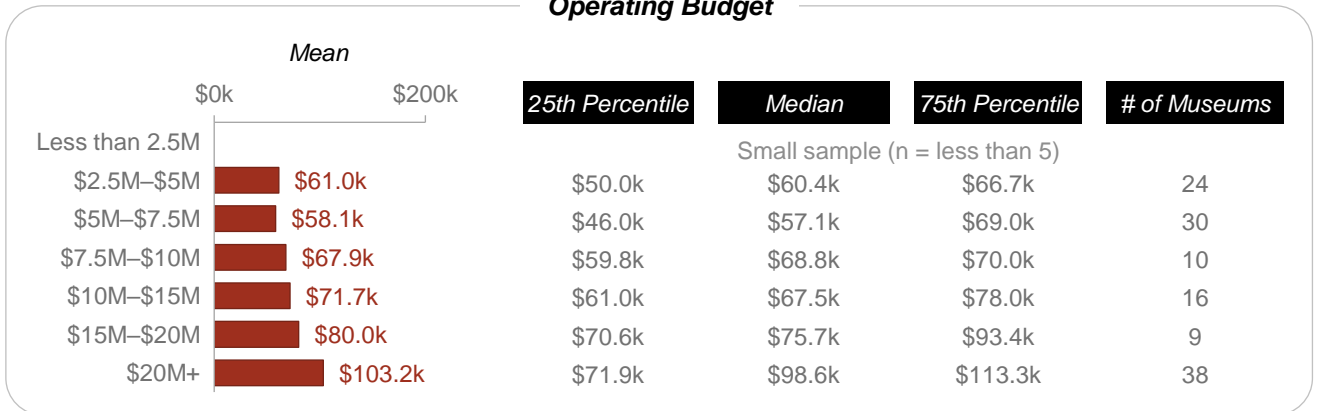 Operating Budget
Mean
$0k $200k 25th Percentile Median 75th Percentile # of Museums
Less than 2.5M Small sample (n = less than 5)
$2.5M–$5M $61.0k $50.0k $60.4k $66.7k 24
$5M–$7.5M $58.1k $46.0k $57.1k $69.0k 30
$7.5M–$10M $67.9k $59.8k $68.8k $70.0k 10
$10M–$15M $71.7k $61.0k $67.5k $78.0k 16
$15M–$20M $80.0k $70.6k $75.7k $93.4k 9
$20M+ $103.2k $71.9k $98.6k $113.3k 38